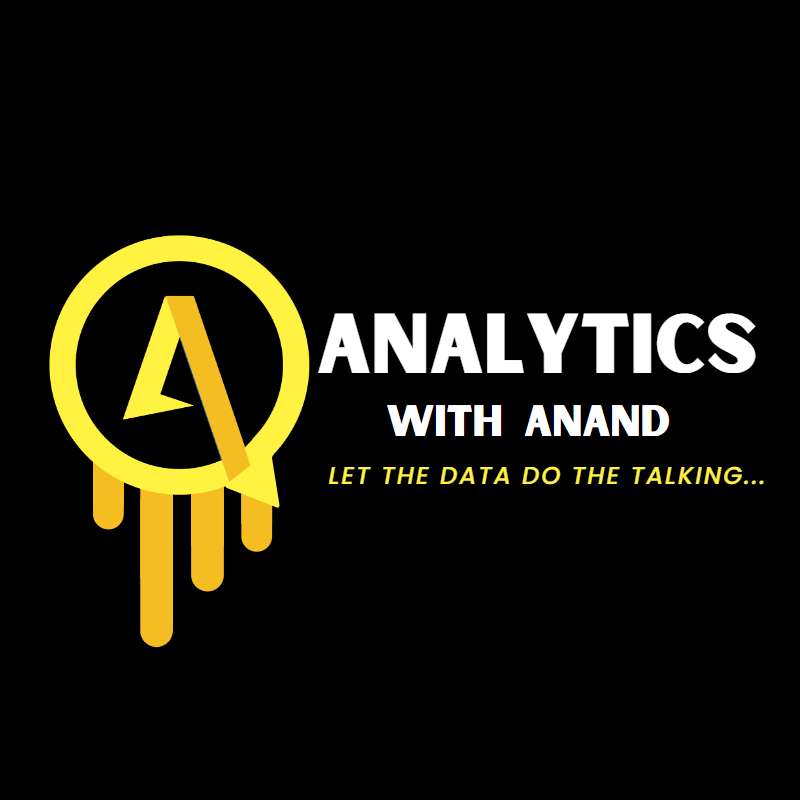 ANALYTICS
WITH ANAND
LET THE DATA DO THE TALKING...